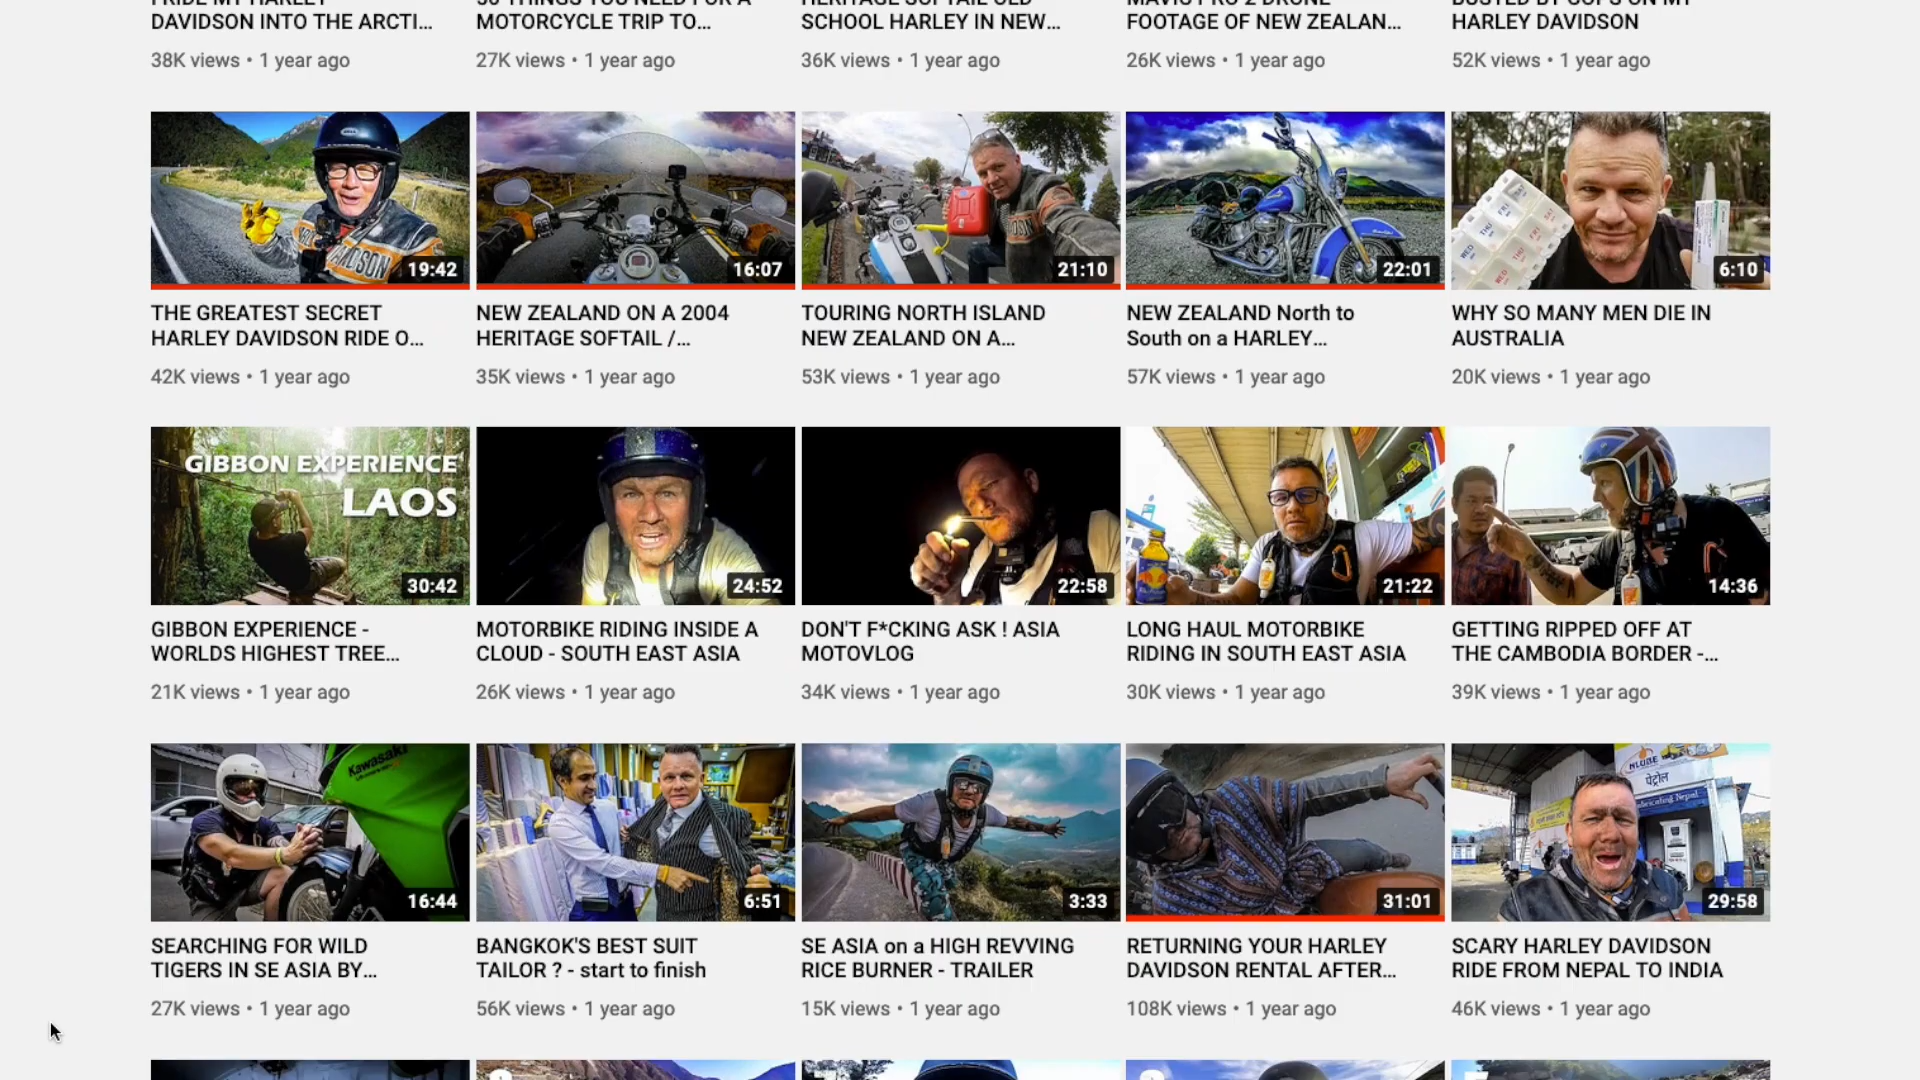 DAVIDSON INTO THE ARCTI...
MOTORCYCLE TRIP TO...
SCHOOL HARLEY IN NEW...
FOOTAGE OF NEW ZEALAN...
HARLEY DAVIDSON
38K views • 1 year ago
27K views • 1 year ago
36K views • 1 year ago
26K views • 1 year ago
52K views • 1 year ago
BELL
DAVIDSON
19:42
16:07
21:10
22:01
WED
THU
FRI
6:10
THE GREATEST SECRET
HARLEY DAVIDSON RIDE O...
42K views • 1 year ago
NEW ZEALAND ON A 2004
HERITAGE SOFTAIL /...
35K views • 1 year ago
TOURING NORTH ISLAND
NEW ZEALAND ON A...
53K views • 1 year ago
NEW ZEALAND North to
South on a HARLEY...
57K views • 1 year ago
WHY SO MANY MEN DIE IN
AUSTRALIA
20K views • 1 year ago
GIBBON EXPERIENCE
LAOS
30:42
24:52
22:58
21:22
14:36
GIBBON EXPERIENCE -
WORLDS HIGHEST TREE...
21K views • 1 year ago
MOTORBIKE RIDING INSIDE A
CLOUD - SOUTH EAST ASIA
26K views • 1 year ago
DON'T F*CKING ASK ! ASIA
MOTOVLOG
34K views • 1 year ago
LONG HAUL MOTORBIKE
RIDING IN SOUTH EAST ASIA
30K views • 1 year ago
GETTING RIPPED OFF AT
THE CAMBODIA BORDER -...
39K views • 1 year ago
Kawasaki
16:44
6:51
3:33
31:01
पेट्रोल
Nepal
29:58
SEARCHING FOR WILD
TIGERS IN SE ASIA BY...
27K views • 1 year ago
BANGKOK'S BEST SUIT
TAILOR ? - start to finish
56K views • 1 year ago
SE ASIA on a HIGH REVVING
RICE BURNER - TRAILER
15K views • 1 year ago
RETURNING YOUR HARLEY
DAVIDSON RENTAL AFTER...
108K views • 1 year ago
SCARY HARLEY DAVIDSON
RIDE FROM NEPAL TO INDIA
46K views • 1 year ago